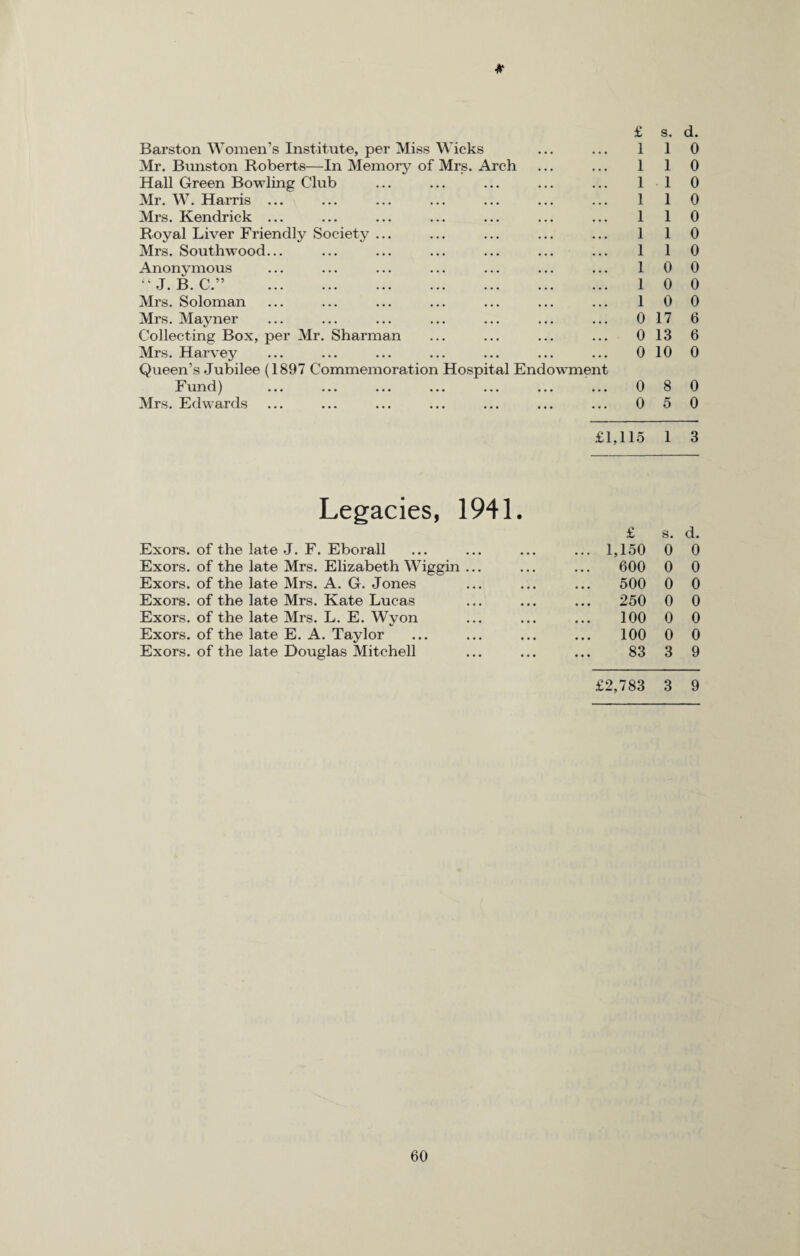 £ s. d.
Barston Women's Institute, per Miss Wicks ... ... 1 1 0
Mr. Bunston Roberts—In Memory of Mrs. Arch ... ... 1 1 0
Hall Green Bowling Club ... ... ... ... ... 1 1 0
Mr. W. Harris ... ... ... ... ... ... ... 1 1 0
Mrs. Kendrick ... ... ... ... ... ... ... 1 1 0
Royal Liver Friendly Society ... ... ... ... ... 1 1 0
Mrs. Southwood... ... ... ... ... ... ... 1 1 0
Anonymous ... ... ... ... ... ... ... 1 0 0
"J. B. C." ... ... ... ... ... ... ... 1 0 0
Mrs. Soloman ... ... ... ... ... ... ... 1 0 0
Mrs. Mayner ... ... ... ... ... ... ... 0 17 6
Collecting Box, per Mr. Sharman ... ... ... ... 0 13 6
Mrs. Harvey ... ... ... ... ... ... ... 0 10 0
Queen's Jubilee (1897 Commemoration Hospital Endowment
Fund) ... ... ... ... ... ... ... 0 8 0
Mrs. Edwards ... ... ... ... ... ... ... 0 5 0
£1,115 1 3
Legacies, 1941.
£ s. d.
Exors. of the late J. F. Eborall ... ... ... ... 1,150 0 0
Exors. of the late Mrs. Elizabeth Wiggin ... ... ... 600 0 0
Exors. of the late Mrs. A. G. Jones ... ... ... 500 0 0
Exors. of the late Mrs. Kate Lucas ... ... ... 250 0 0
Exors. of the late Mrs. L. E. Wyon ... ... ... 100 0 0
Exors. of the late E. A. Taylor ... ... ... ... 100 0 0
Exors. of the late Douglas Mitchell ... ... ... 83 3 9
£2,783 3 9
60